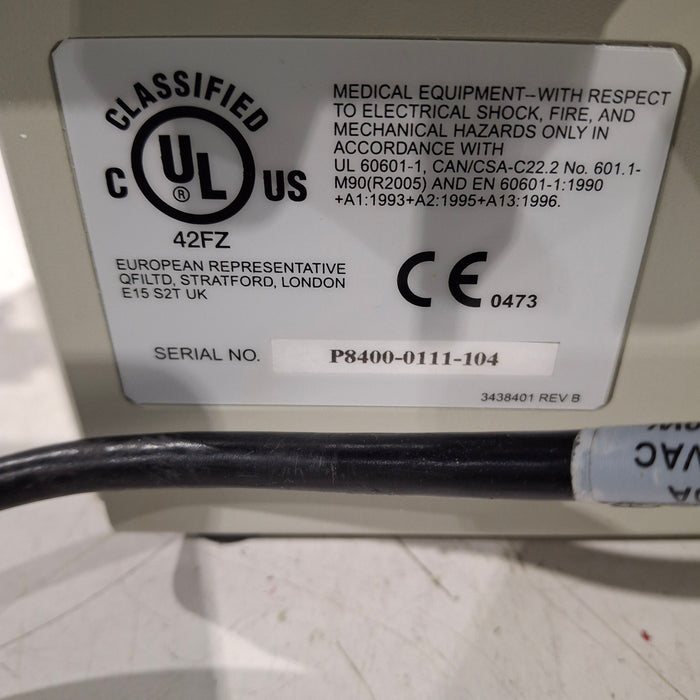 CLASSIFIED
C UL US
®
42FZ
MEDICAL EQUIPMENT--WITH RESPECT
TO ELECTRICAL SHOCK, FIRE, AND
MECHANICAL HAZARDS ONLY IN
ACCORDANCE WITH
UL 60601-1, CAN/CSA-C22.2 No. 601.1-
M90(R2005) AND EN 60601-1:1990
+A1:1993+A2:1995+A13:1996.
EUROPEAN REPRESENTATIVE
QFILTD, STRATFORD, LONDON
E15 S2T UK
CE 0473
SERIAL NO. P8400-0111-104
3438401 REV B
VAC